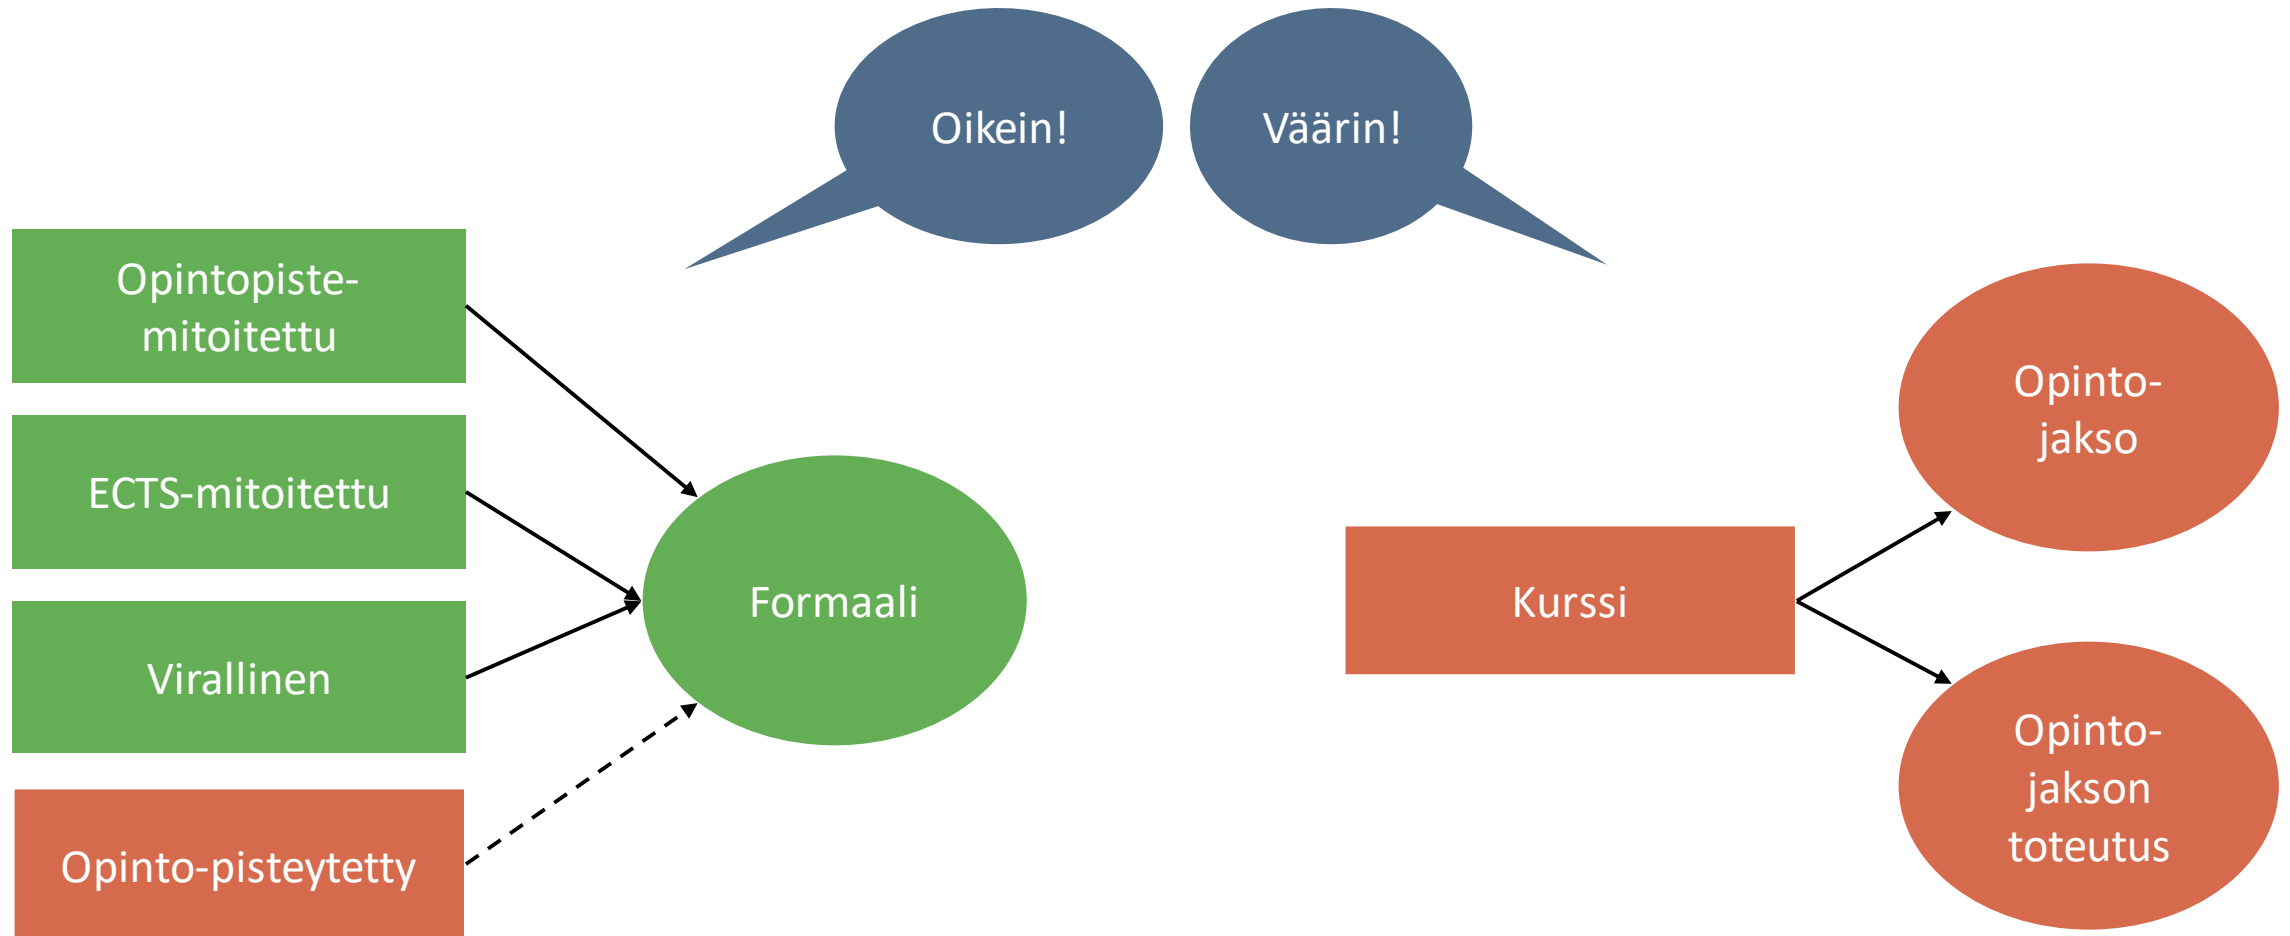 Oikein!
Väärin!
Opintopiste-
mitoitettu
ECTS-mitoitettu
Virallinen
Opinto-pisteytetty
Formaali
Kurssi
Opinto-
jakso
Opinto-
jakson
toteutus